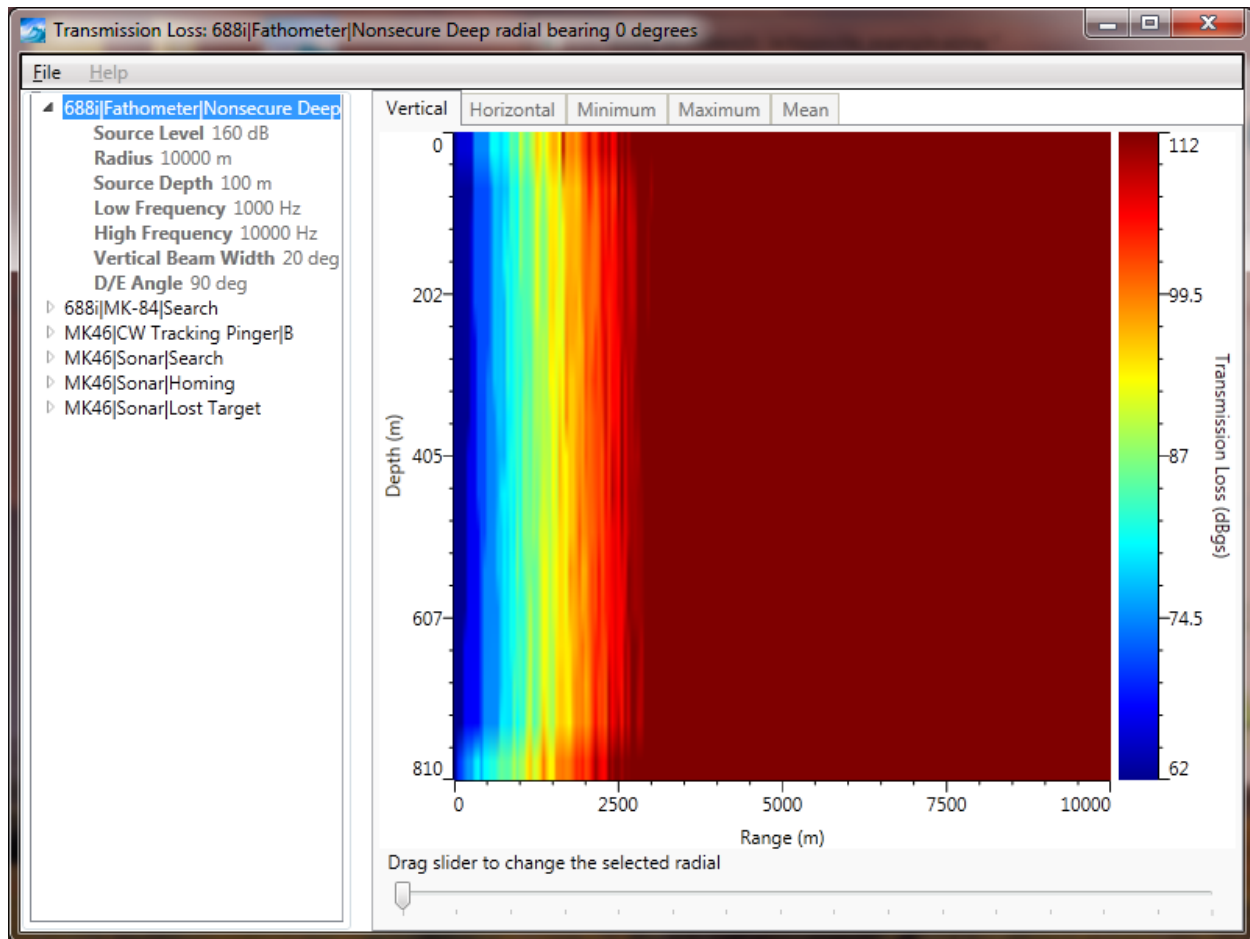 Transmission Loss: 688i|Fathometer|Nonsecure Deep radial bearing 0 degrees
File Help
688i|Fathometer|Nonsecure Deep
Source Level 160 dB
Radius 10000 m
Source Depth 100 m
Low Frequency 1000 Hz
High Frequency 10000 Hz
Vertical Beam Width 20 deg
D/E Angle 90 deg
688i|MK-84|Search
MK46|CW Tracking Pinger|B
MK46|Sonar|Search
MK46|Sonar|Homing
MK46|Sonar|Lost Target
Vertical Horizontal Minimum Maximum Mean
Depth (m)
0
202
405
607
810
0 2500 5000 7500 10000
Range (m)
112
99.5
87
74.5
62
Transmission Loss (dBgs)
Drag slider to change the selected radial